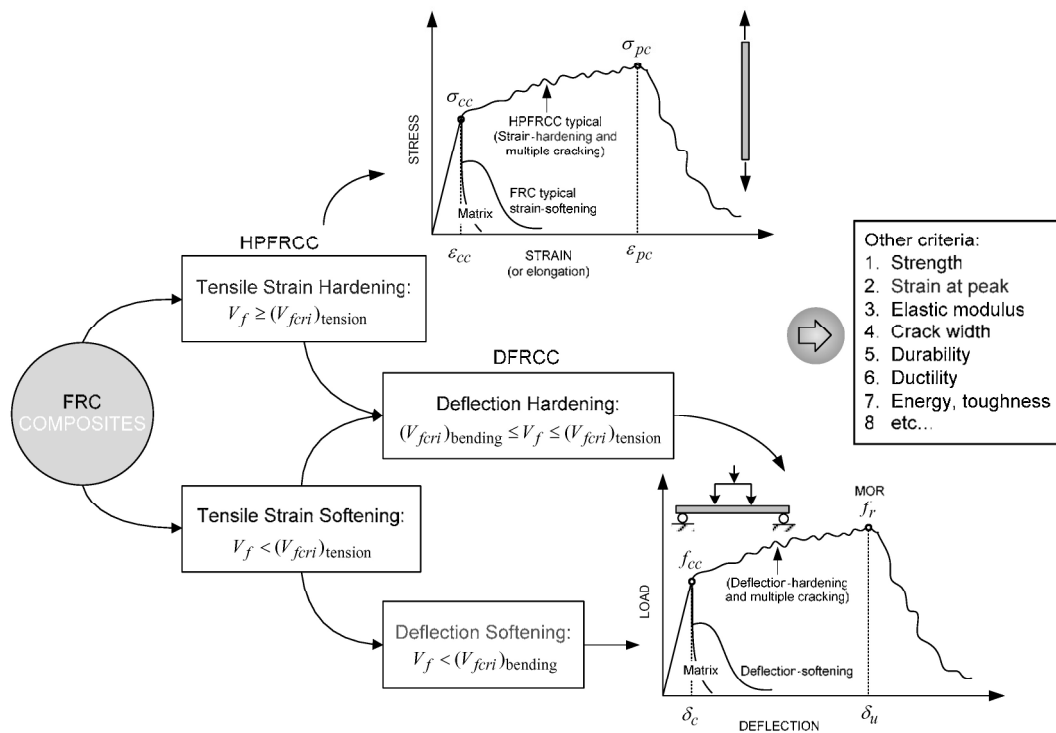 σpc
σcc
HPFRCC typical
(Strain-hardening and
multiple cracking)
STRESS
FRC typical
strain-softening
Matrix
εcc
STRAIN
(or elongation)
εpc
HPFRCC
Tensile Strain Hardening:
Vf ≥ (Vfcri)tension
FRC
COMPOSITES
DFRCC
Deflection Hardening:
(Vfcri)bending ≤ Vf ≤ (Vfcri)tension
Tensile Strain Softening:
Vf < (Vfcri)tension
Deflection Softening:
Vf < (Vfcri)bending
Other criteria:
1. Strength
2. Strain at peak
3. Elastic modulus
4. Crack width
5. Durability
6. Ductility
7. Energy, toughness
8 etc...
MOR
fr
fcc
(Deflection-hardening
and multiple cracking)
LOAD
Matrix
Deflection-softening
δc
DEFLECTION
δu